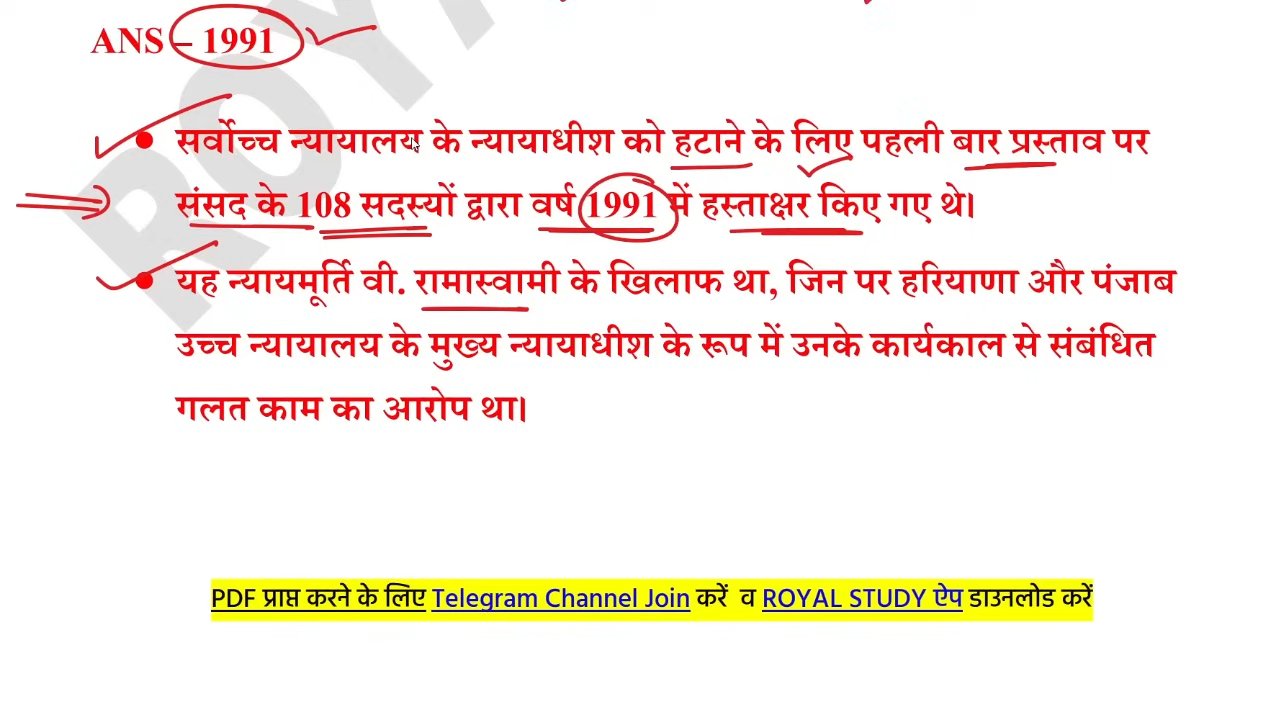 ANS – 1991
सर्वोच्च न्यायालय के न्यायाधीश को हटाने के लिए पहली बार प्रस्ताव पर
संसद के 108 सदस्यों द्वारा वर्ष 1991 में हस्ताक्षर किए गए थे।
यह न्यायमूर्ति वी. रामास्वामी के खिलाफ था, जिन पर हरियाणा और पंजाब
उच्च न्यायालय के मुख्य न्यायाधीश के रूप में उनके कार्यकाल से संबंधित
गलत काम का आरोप था।
PDF प्राप्त करने के लिए Telegram Channel Join करें व ROYAL STUDY ऐप डाउनलोड करें